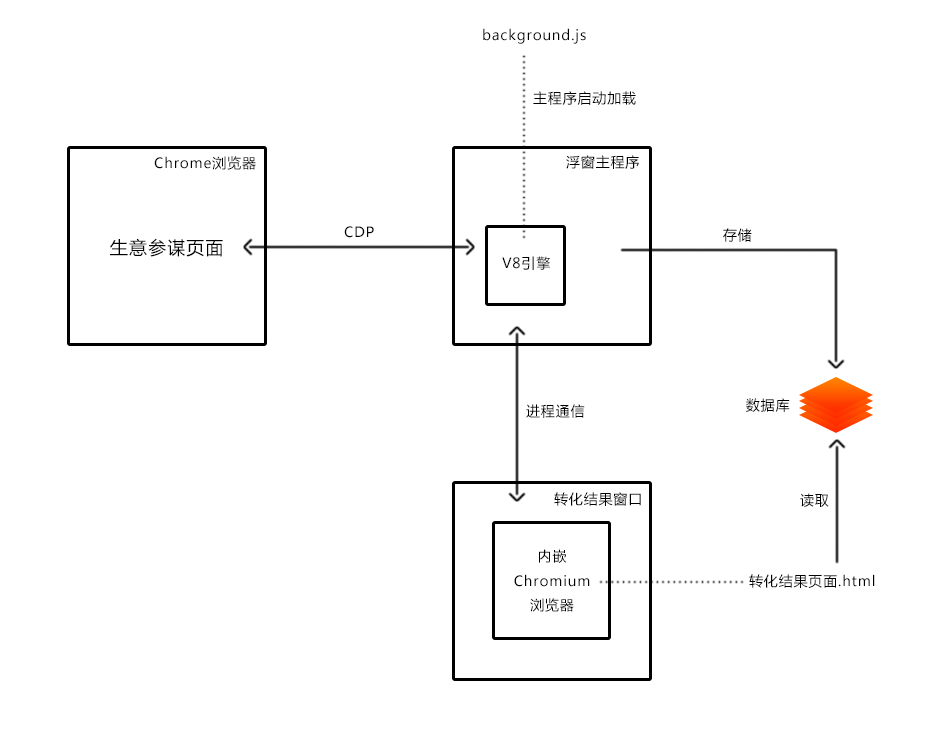 background.js
主程序启动加载
Chrome浏览器
浮窗主程序
生意参谋页面
CDP
V8引擎
存储
数据库
进程通信
转化结果窗口
读取
内嵌
Chromium
浏览器
转化结果页面.html